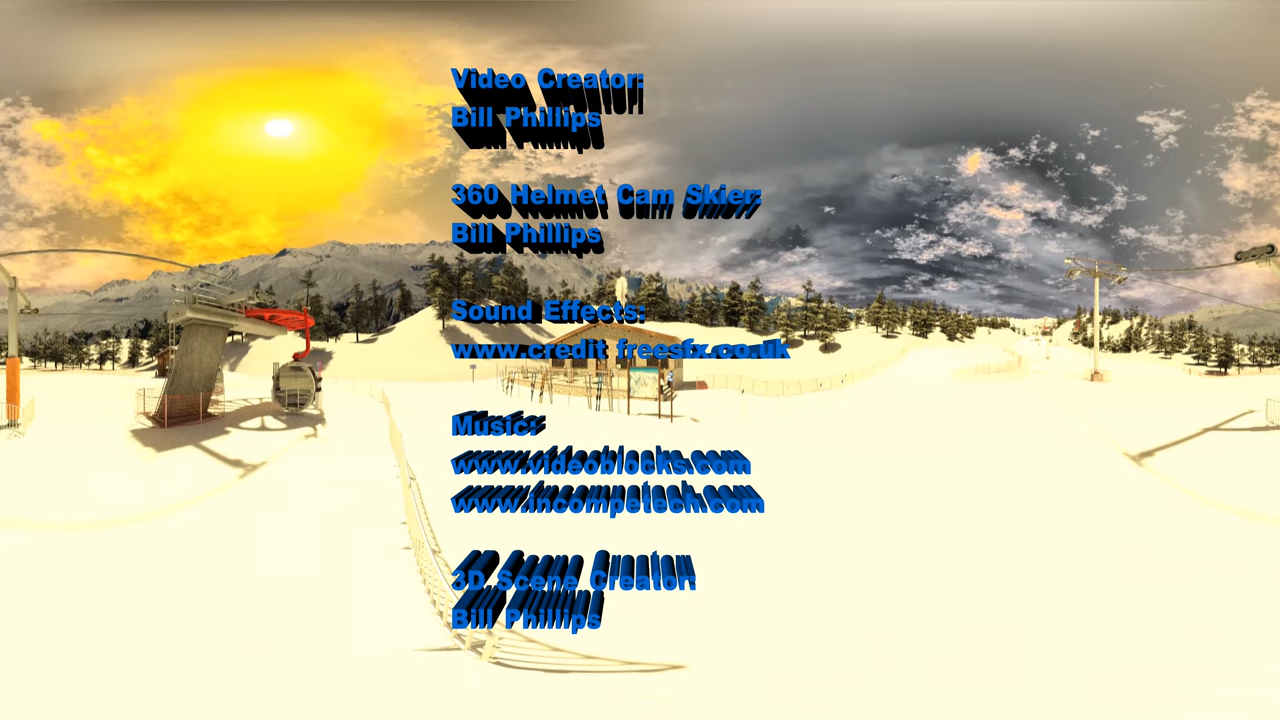 Video Creator:
Bill Phillips
360 Helmet Cam Skier:
Bill Phillips
Sound Effects:
www.credit freesfx.co.uk
Music:
www.videoblocks.com
www.incompetech.com
3D Scene Creator:
Bill Phillips